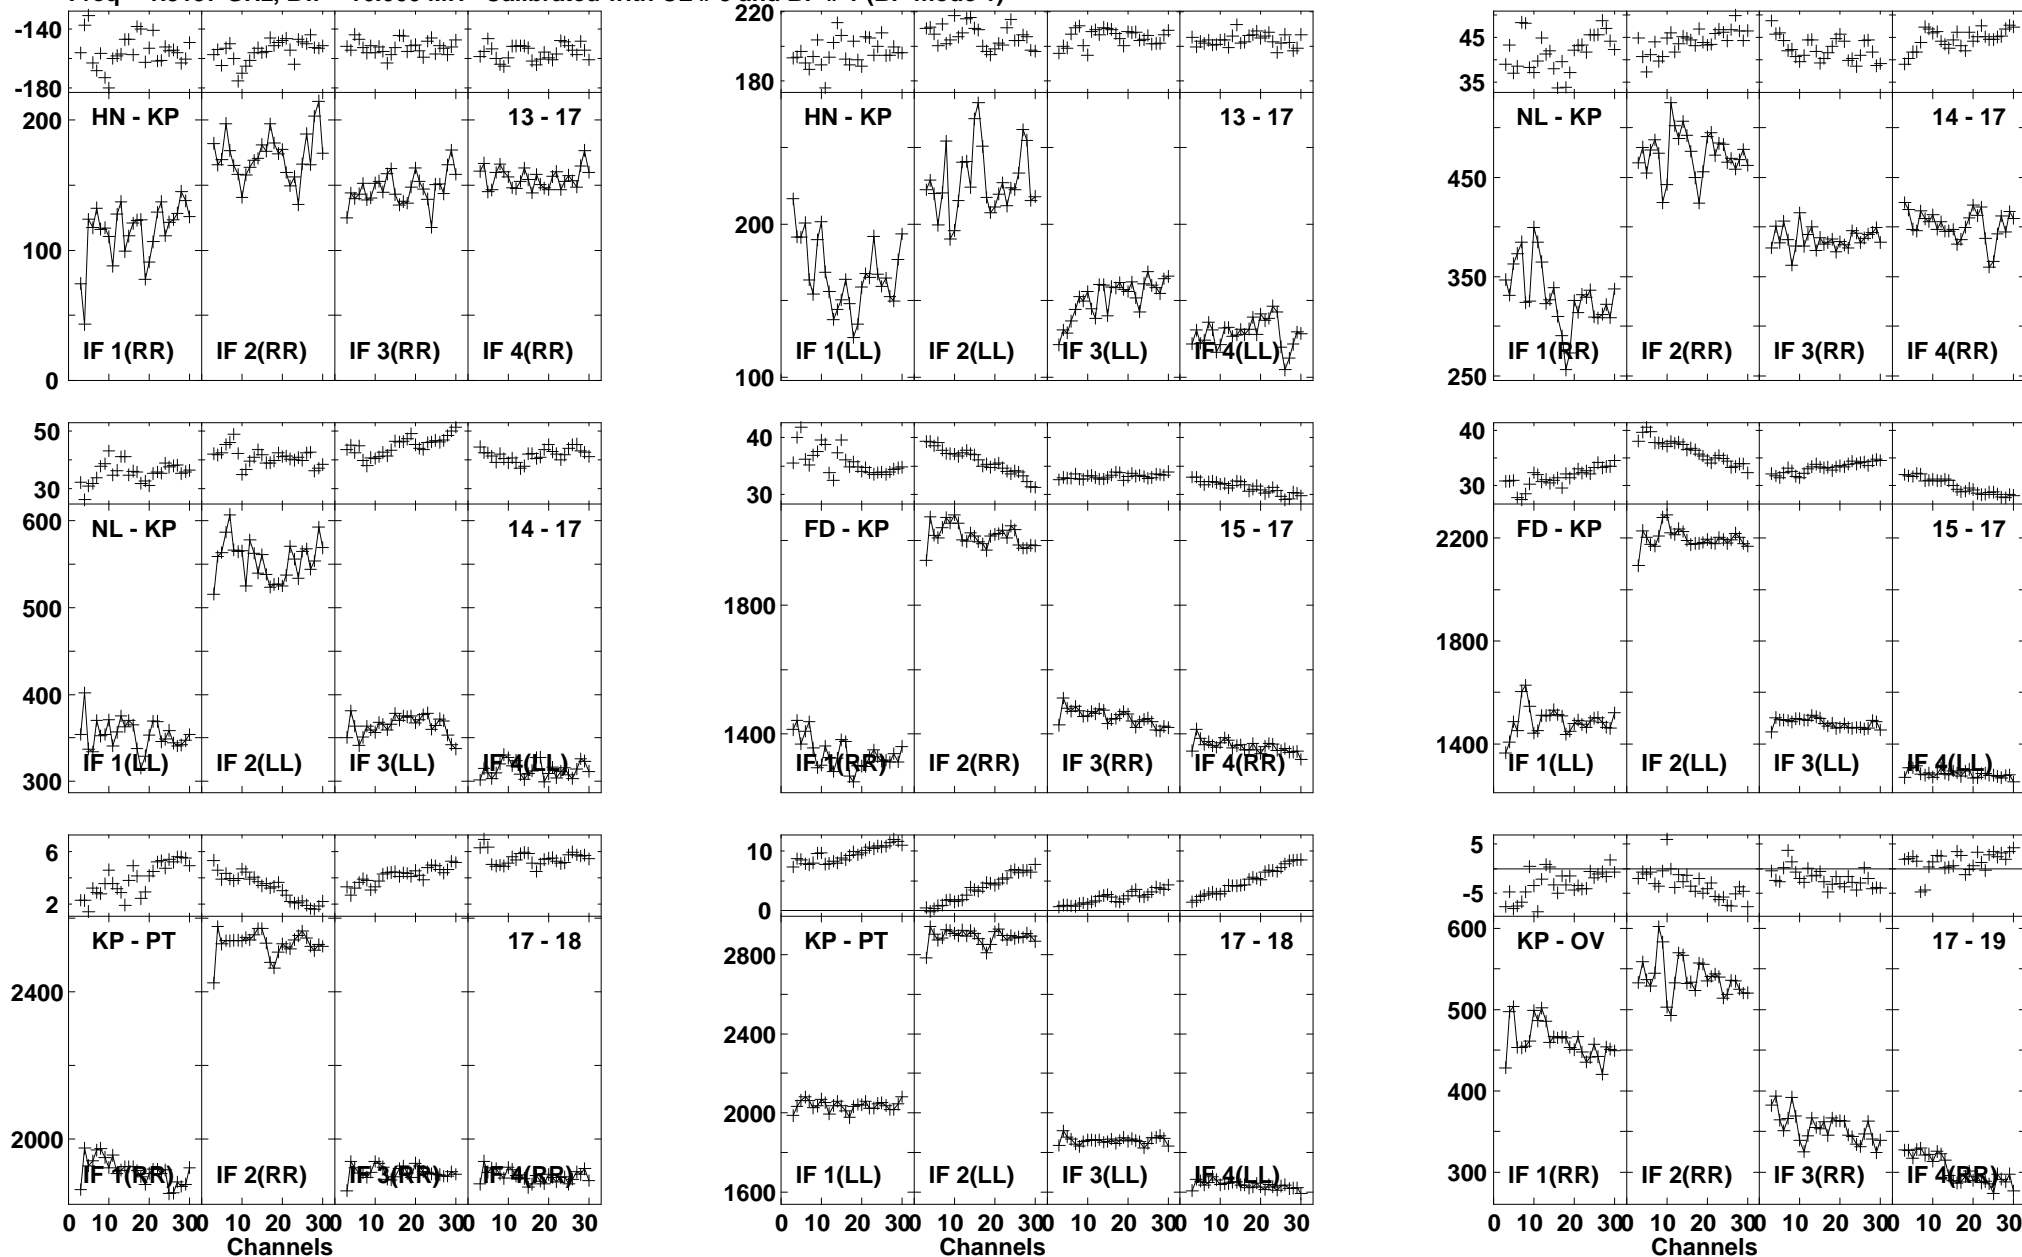 -140
-180
200
100
0
HN - KP
13 - 17
IF 1(RR)
IF 2(RR)
IF 3(RR)
IF 4(RR)
220
180
200
100
HN - KP
13 - 17
IF 1(LL)
IF 2(LL)
IF 3(LL)
IF 4(LL)
45
35
450
350
250
NL - KP
14 - 17
IF 1(RR)
IF 2(RR)
IF 3(RR)
IF 4(RR)
50
30
600
500
400
300
NL - KP
14 - 17
IF 1(LL)
IF 2(LL)
IF 3(LL)
IF 4(LL)
40
30
1800
1400
FD - KP
15 - 17
IF 1(RR)
IF 2(RR)
IF 3(RR)
IF 4(RR)
40
30
2200
1800
1400
FD - KP
15 - 17
IF 1(LL)
IF 2(LL)
IF 3(LL)
IF 4(LL)
6
2
2400
2000
KP - PT
17 - 18
IF 1(RR)
IF 2(RR)
IF 3(RR)
IF 4(RR)
0 10 20 30 0 10 20 30 0 10 20 30 0 10 20 30
Channels
10
0
2800
2400
2000
1600
KP - PT
17 - 18
IF 1(LL)
IF 2(LL)
IF 3(LL)
IF 4(LL)
0 10 20 30 0 10 20 30 0 10 20 30 0 10 20 30
Channels
5
-5
600
500
400
300
KP - OV
17 - 19
IF 1(RR)
IF 2(RR)
IF 3(RR)
IF 4(RR)
0 10 20 30 0 10 20 30 0 10 20 30 0 10 20 30
Channels